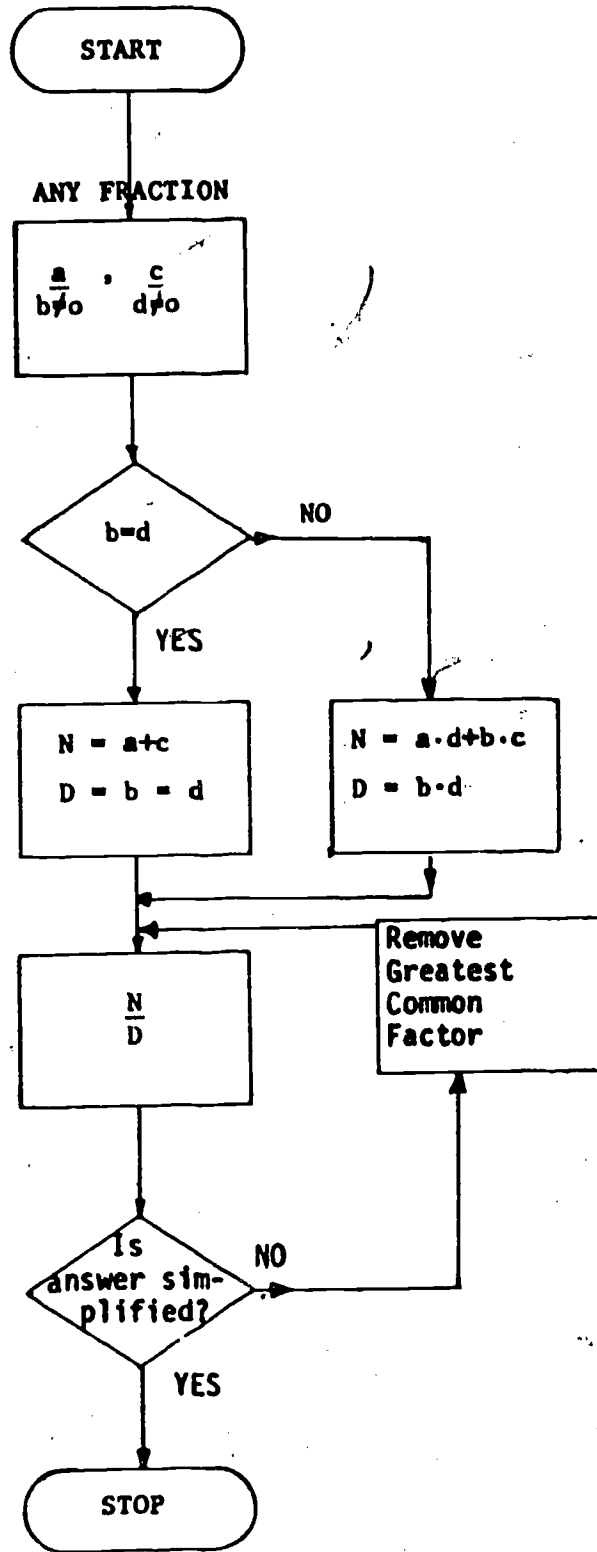 START
ANY FRACTION
a/b≠o , c/d≠o
b=d
NO
YES
N = a+c
D = b = d
N = a·d+b·c
D = b·d
Remove
Greatest
Common
Factor
N/D
Is
answer sim-
plified?
NO
YES
STOP